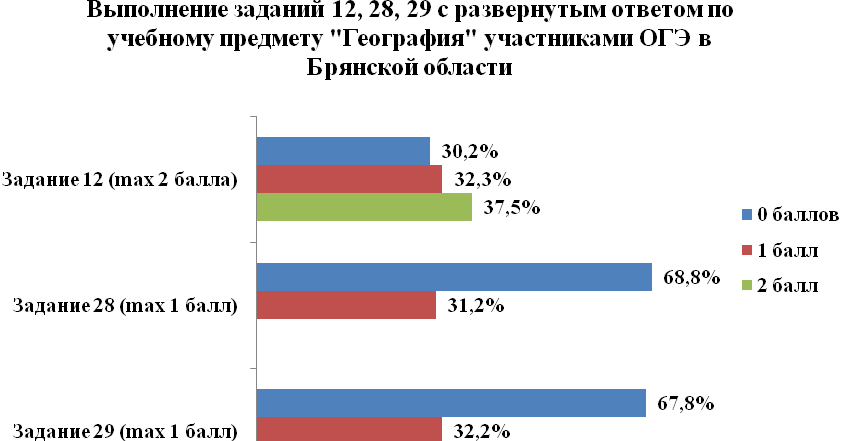 Выполнение заданий 12, 28, 29 с развернутым ответом по
учебному предмету "География" участниками ОГЭ в
Брянской области
Задание 12 (max 2 балла)
30,2%
32,3%
37,5%
Задание 28 (max 1 балл)
68,8%
31,2%
Задание 29 (max 1 балл)
67,8%
32,2%
0 баллов
1 балл
2 балл